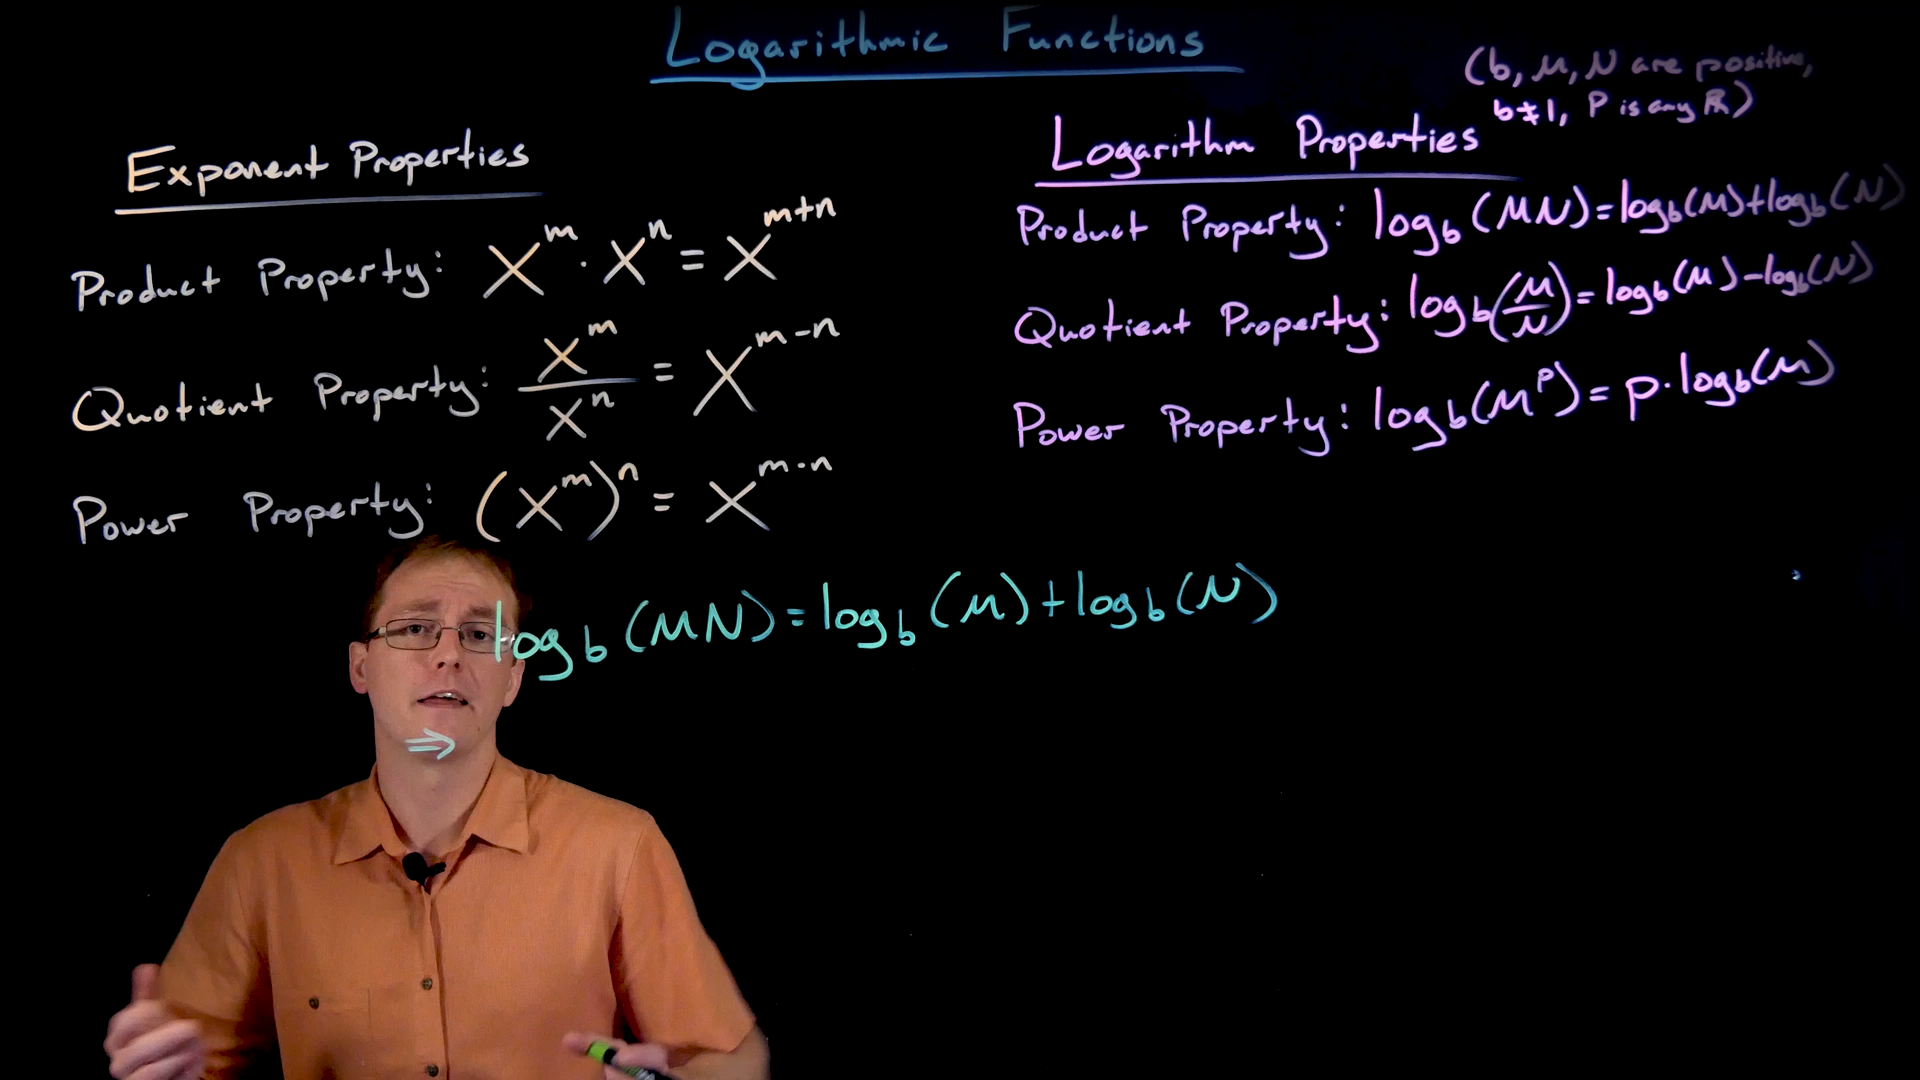 Logarithmic Functions
(b, M, N are positive,
b≠1, P is any ℝ)
Exponent Properties
Product Property: x^m · x^n = x^(m+n)
Quotient Property: x^m / x^n = x^(m-n)
Power Property: (x^m)^n = x^(m·n)
Logarithm Properties
Product Property: log_b(MN)=log_b(M)+log_b(N)
Quotient Property: log_b(M/N)=log_b(M)-log_b(N)
Power Property: log_b(M^p)=p·log_b(M)
log_b(MN)=log_b(M)+log_b(N)
⇒